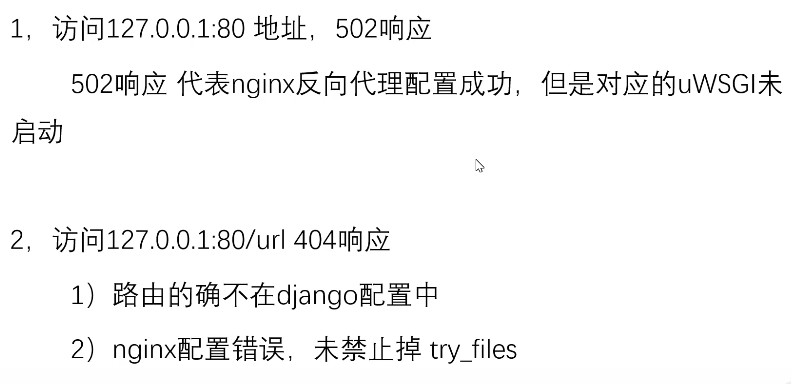 1，访问127.0.0.1:80 地址，502响应
502响应 代表nginx反向代理配置成功，但是对应的uWSGI未
启动
2，访问127.0.0.1:80/url 404响应
1）路由的确不在django配置中
2）nginx配置错误，未禁止掉 try_files